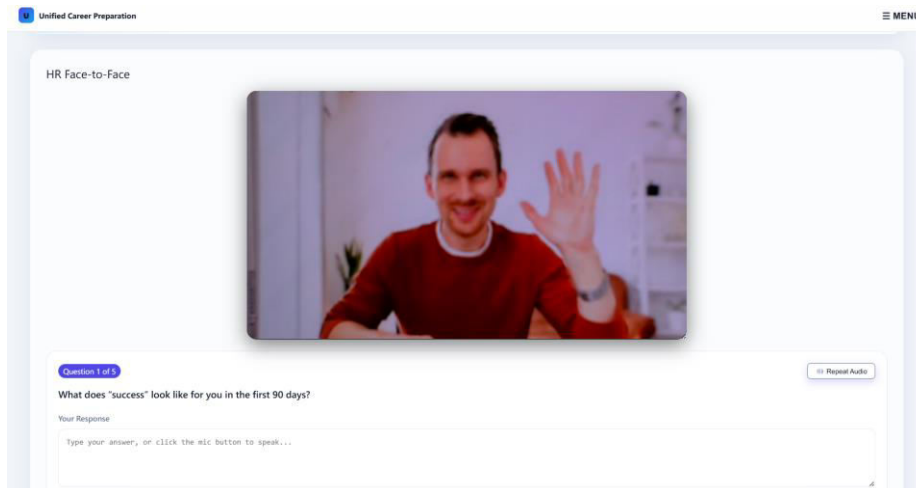 U Unified Career Preparation
☰ MENU
HR Face-to-Face
Question 1 of 5
Repeat Audio
What does "success" look like for you in the first 90 days?
Your Response
Type your answer, or click the mic button to speak...